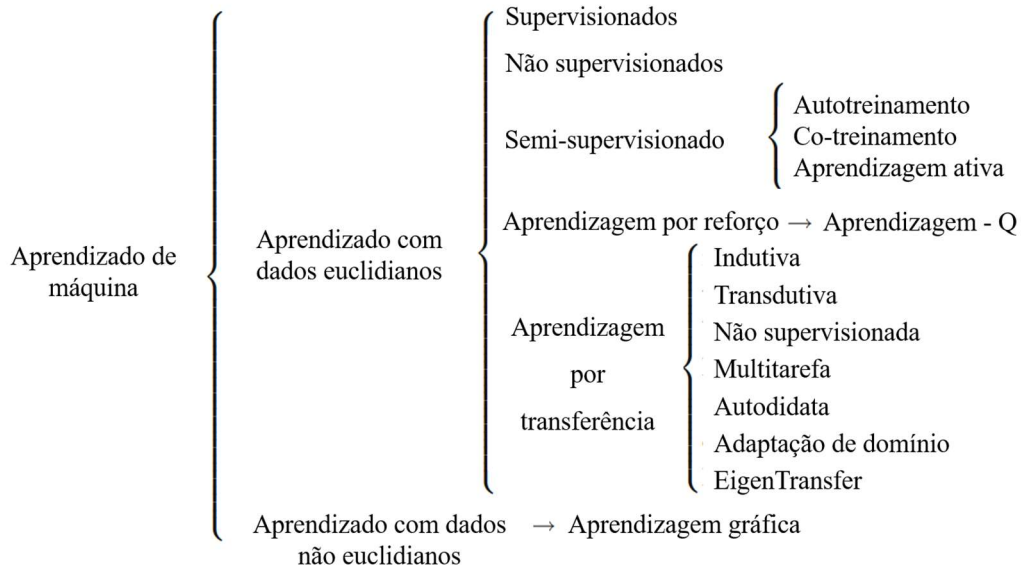 Supervisionados
Não supervisionados
Autotreinamento
Semi-supervisionado
Co-treinamento
Aprendizagem ativa
Aprendizagem por reforço → Aprendizagem - Q
Aprendizado com
dados euclidianos
Aprendizado de
máquina
Indutiva
Transdutiva
Aprendizagem
por
transferência
Não supervisionada
Multitarefa
Autodidata
Adaptação de domínio
EigenTransfer
Aprendizado com dados
não euclidianos
→ Aprendizagem gráfica